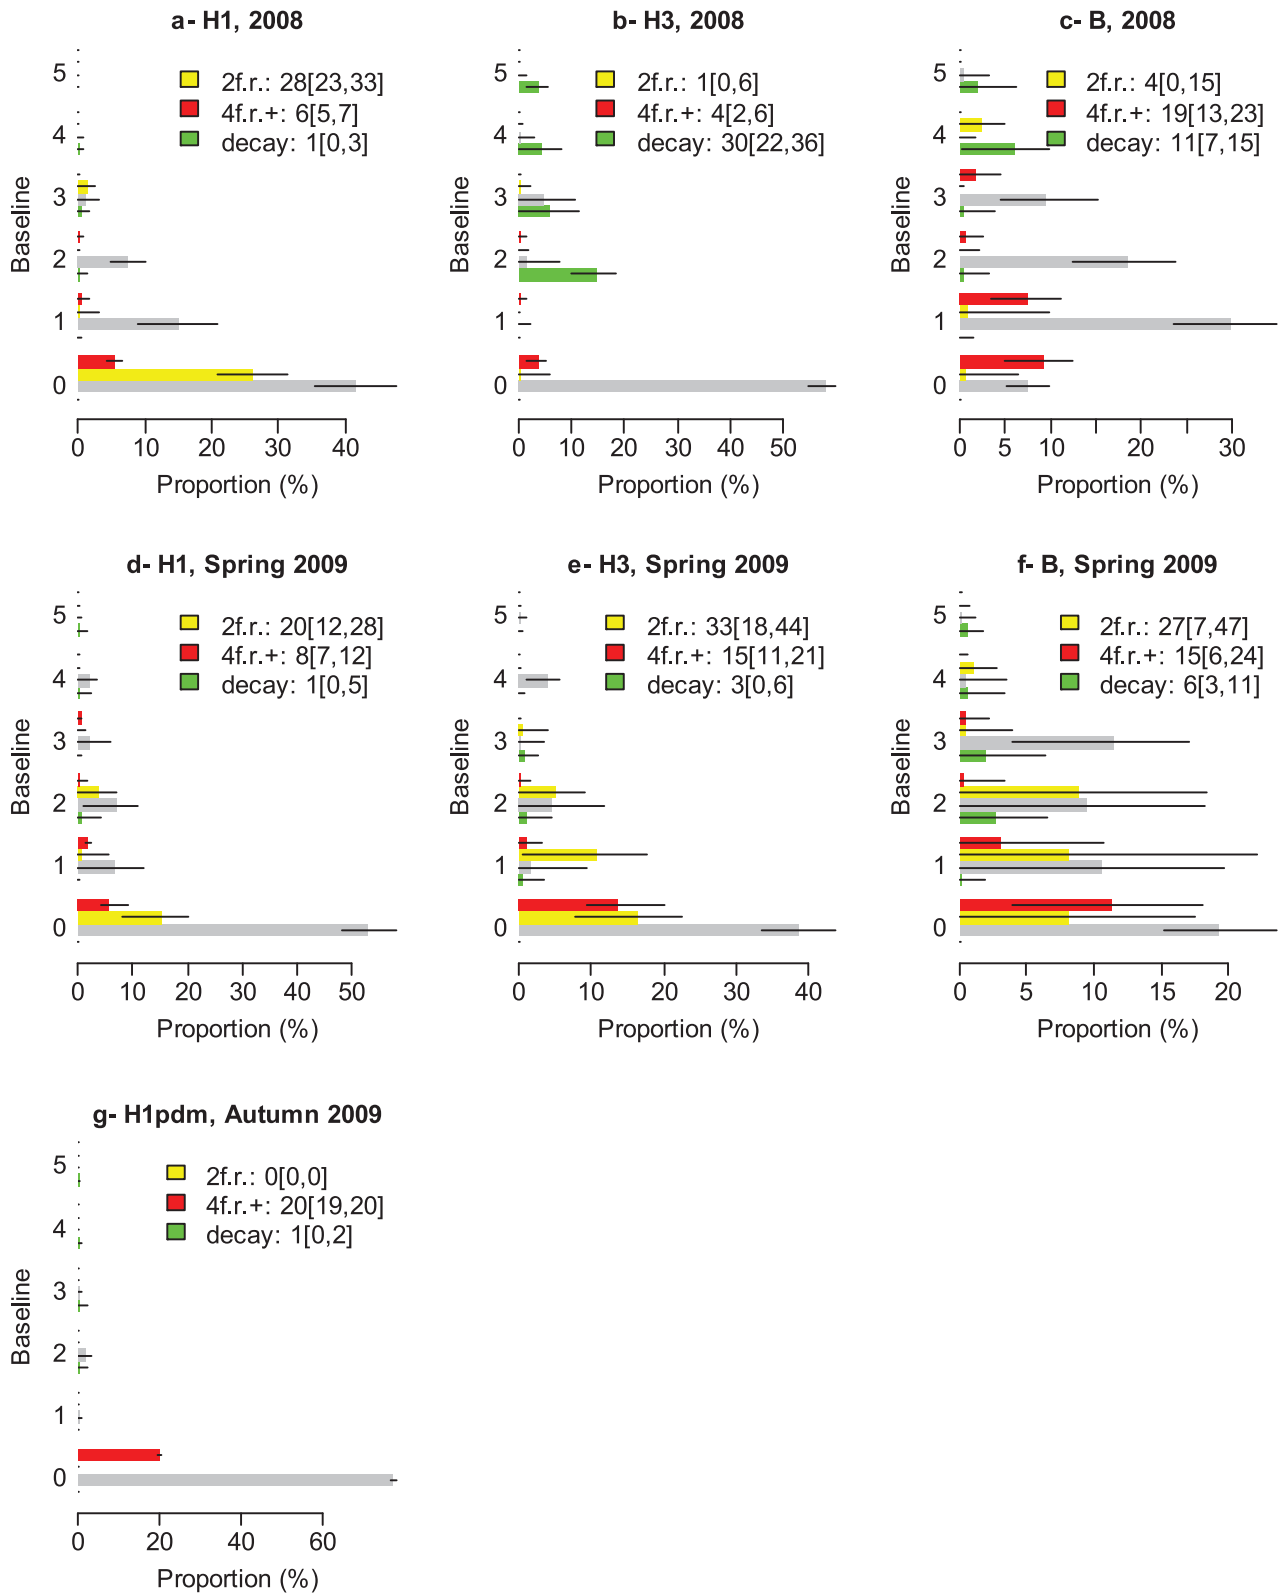 a- H1, 2008
2f.r.: 28[23,33]
4f.r.+: 6[5,7]
decay: 1[0,3]
Baseline
5
4
3
2
1
0
0 10 20 30 40
Proportion (%)
b- H3, 2008
2f.r.: 1[0,6]
4f.r.+: 4[2,6]
decay: 30[22,36]
Baseline
5
4
3
2
1
0
0 10 20 30 40 50
Proportion (%)
c- B, 2008
2f.r.: 4[0,15]
4f.r.+: 19[13,23]
decay: 11[7,15]
Baseline
5
4
3
2
1
0
0 5 10 20 30
Proportion (%)
d- H1, Spring 2009
2f.r.: 20[12,28]
4f.r.+: 8[7,12]
decay: 1[0,5]
Baseline
5
4
3
2
1
0
0 10 20 30 50
Proportion (%)
e- H3, Spring 2009
2f.r.: 33[18,44]
4f.r.+: 15[11,21]
decay: 3[0,6]
Baseline
5
4
3
2
1
0
0 10 20 30 40
Proportion (%)
f- B, Spring 2009
2f.r.: 27[7,47]
4f.r.+: 15[6,24]
decay: 6[3,11]
Baseline
5
4
3
2
1
0
0 5 10 15 20
Proportion (%)
g- H1pdm, Autumn 2009
2f.r.: 0[0,0]
4f.r.+: 20[19,20]
decay: 1[0,2]
Baseline
5
4
3
2
1
0
0 20 40 60
Proportion (%)